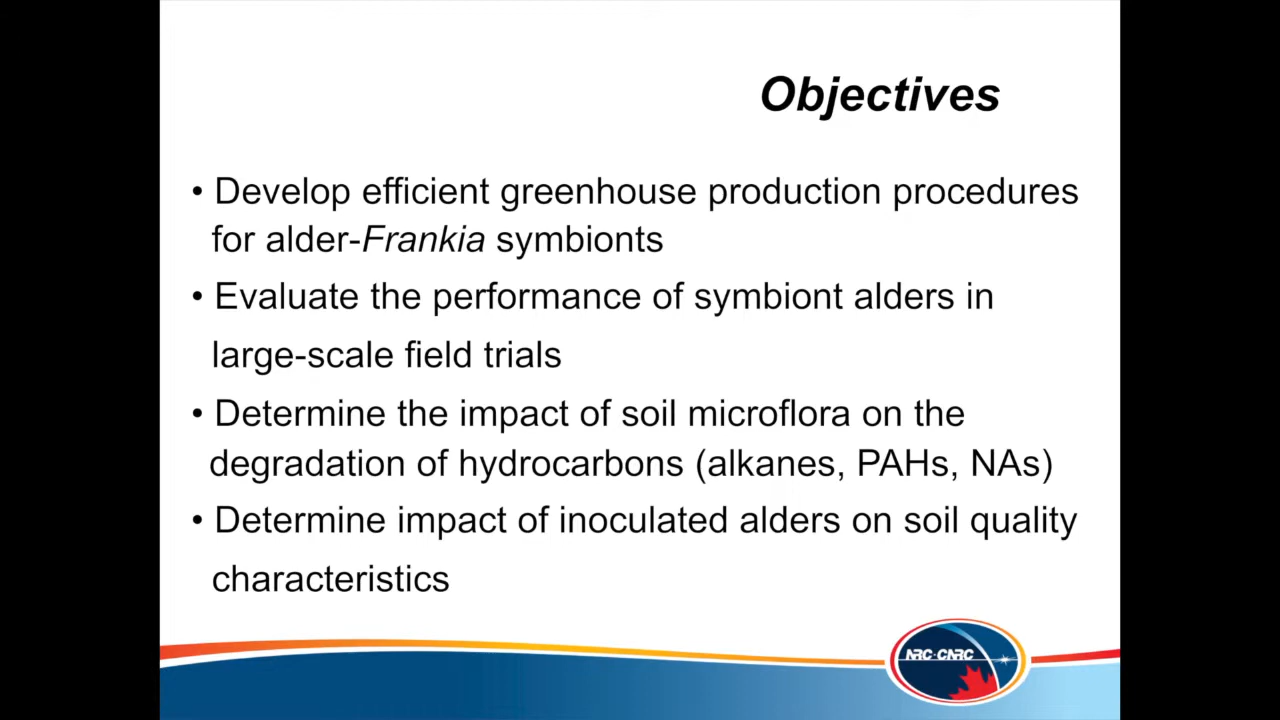 Objectives
• Develop efficient greenhouse production procedures
for alder-Frankia symbionts
• Evaluate the performance of symbiont alders in
large-scale field trials
• Determine the impact of soil microflora on the
degradation of hydrocarbons (alkanes, PAHs, NAs)
• Determine impact of inoculated alders on soil quality
characteristics
NRC·CNRC